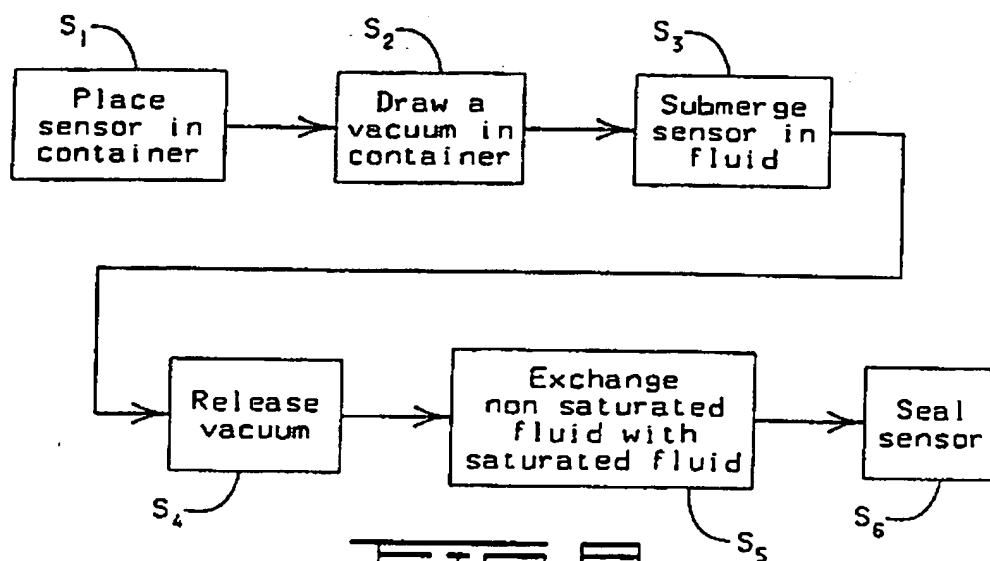 S1
S2
S3
Place
sensor in
container
Draw a
vacuum in
container
Submerge
sensor in
fluid
Release
vacuum
Exchange
non saturated
fluid with
saturated fluid
Seal
sensor
S4
S5
S6